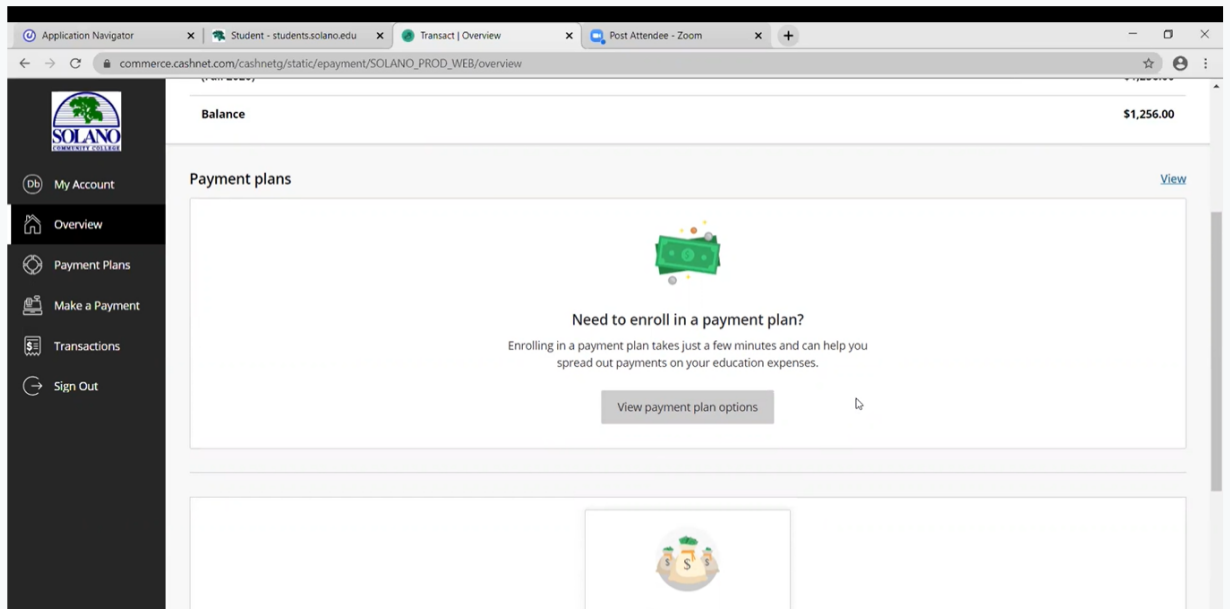 Application Navigator
Student - students.solano.edu
Transact | Overview
Post Attendee - Zoom
commerce.cashnet.com/cashnetg/static/epayment/SOLANO_PROD_WEB/overview
SOLANO
COMMUNITY COLLEGE
Balance $1,256.00
Db My Account
Overview
Payment Plans
Make a Payment
Transactions
Sign Out
Payment plans View
Need to enroll in a payment plan?
Enrolling in a payment plan takes just a few minutes and can help you
spread out payments on your education expenses.
View payment plan options